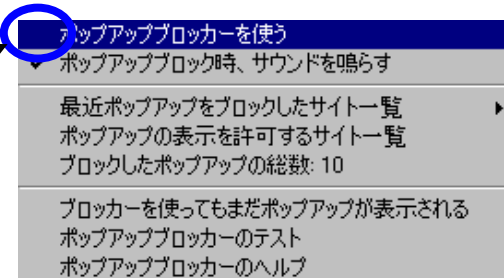 ポップアップブロッカーを使う
ポップアップブロック時、サウンドを鳴らす
最近ポップアップをブロックしたサイト一覧
ポップアップの表示を許可するサイト一覧
ブロックしたポップアップの総数: 10
ブロッカーを使ってもまだポップアップが表示される
ポップアップブロッカーのテスト
ポップアップブロッカーのヘルプ